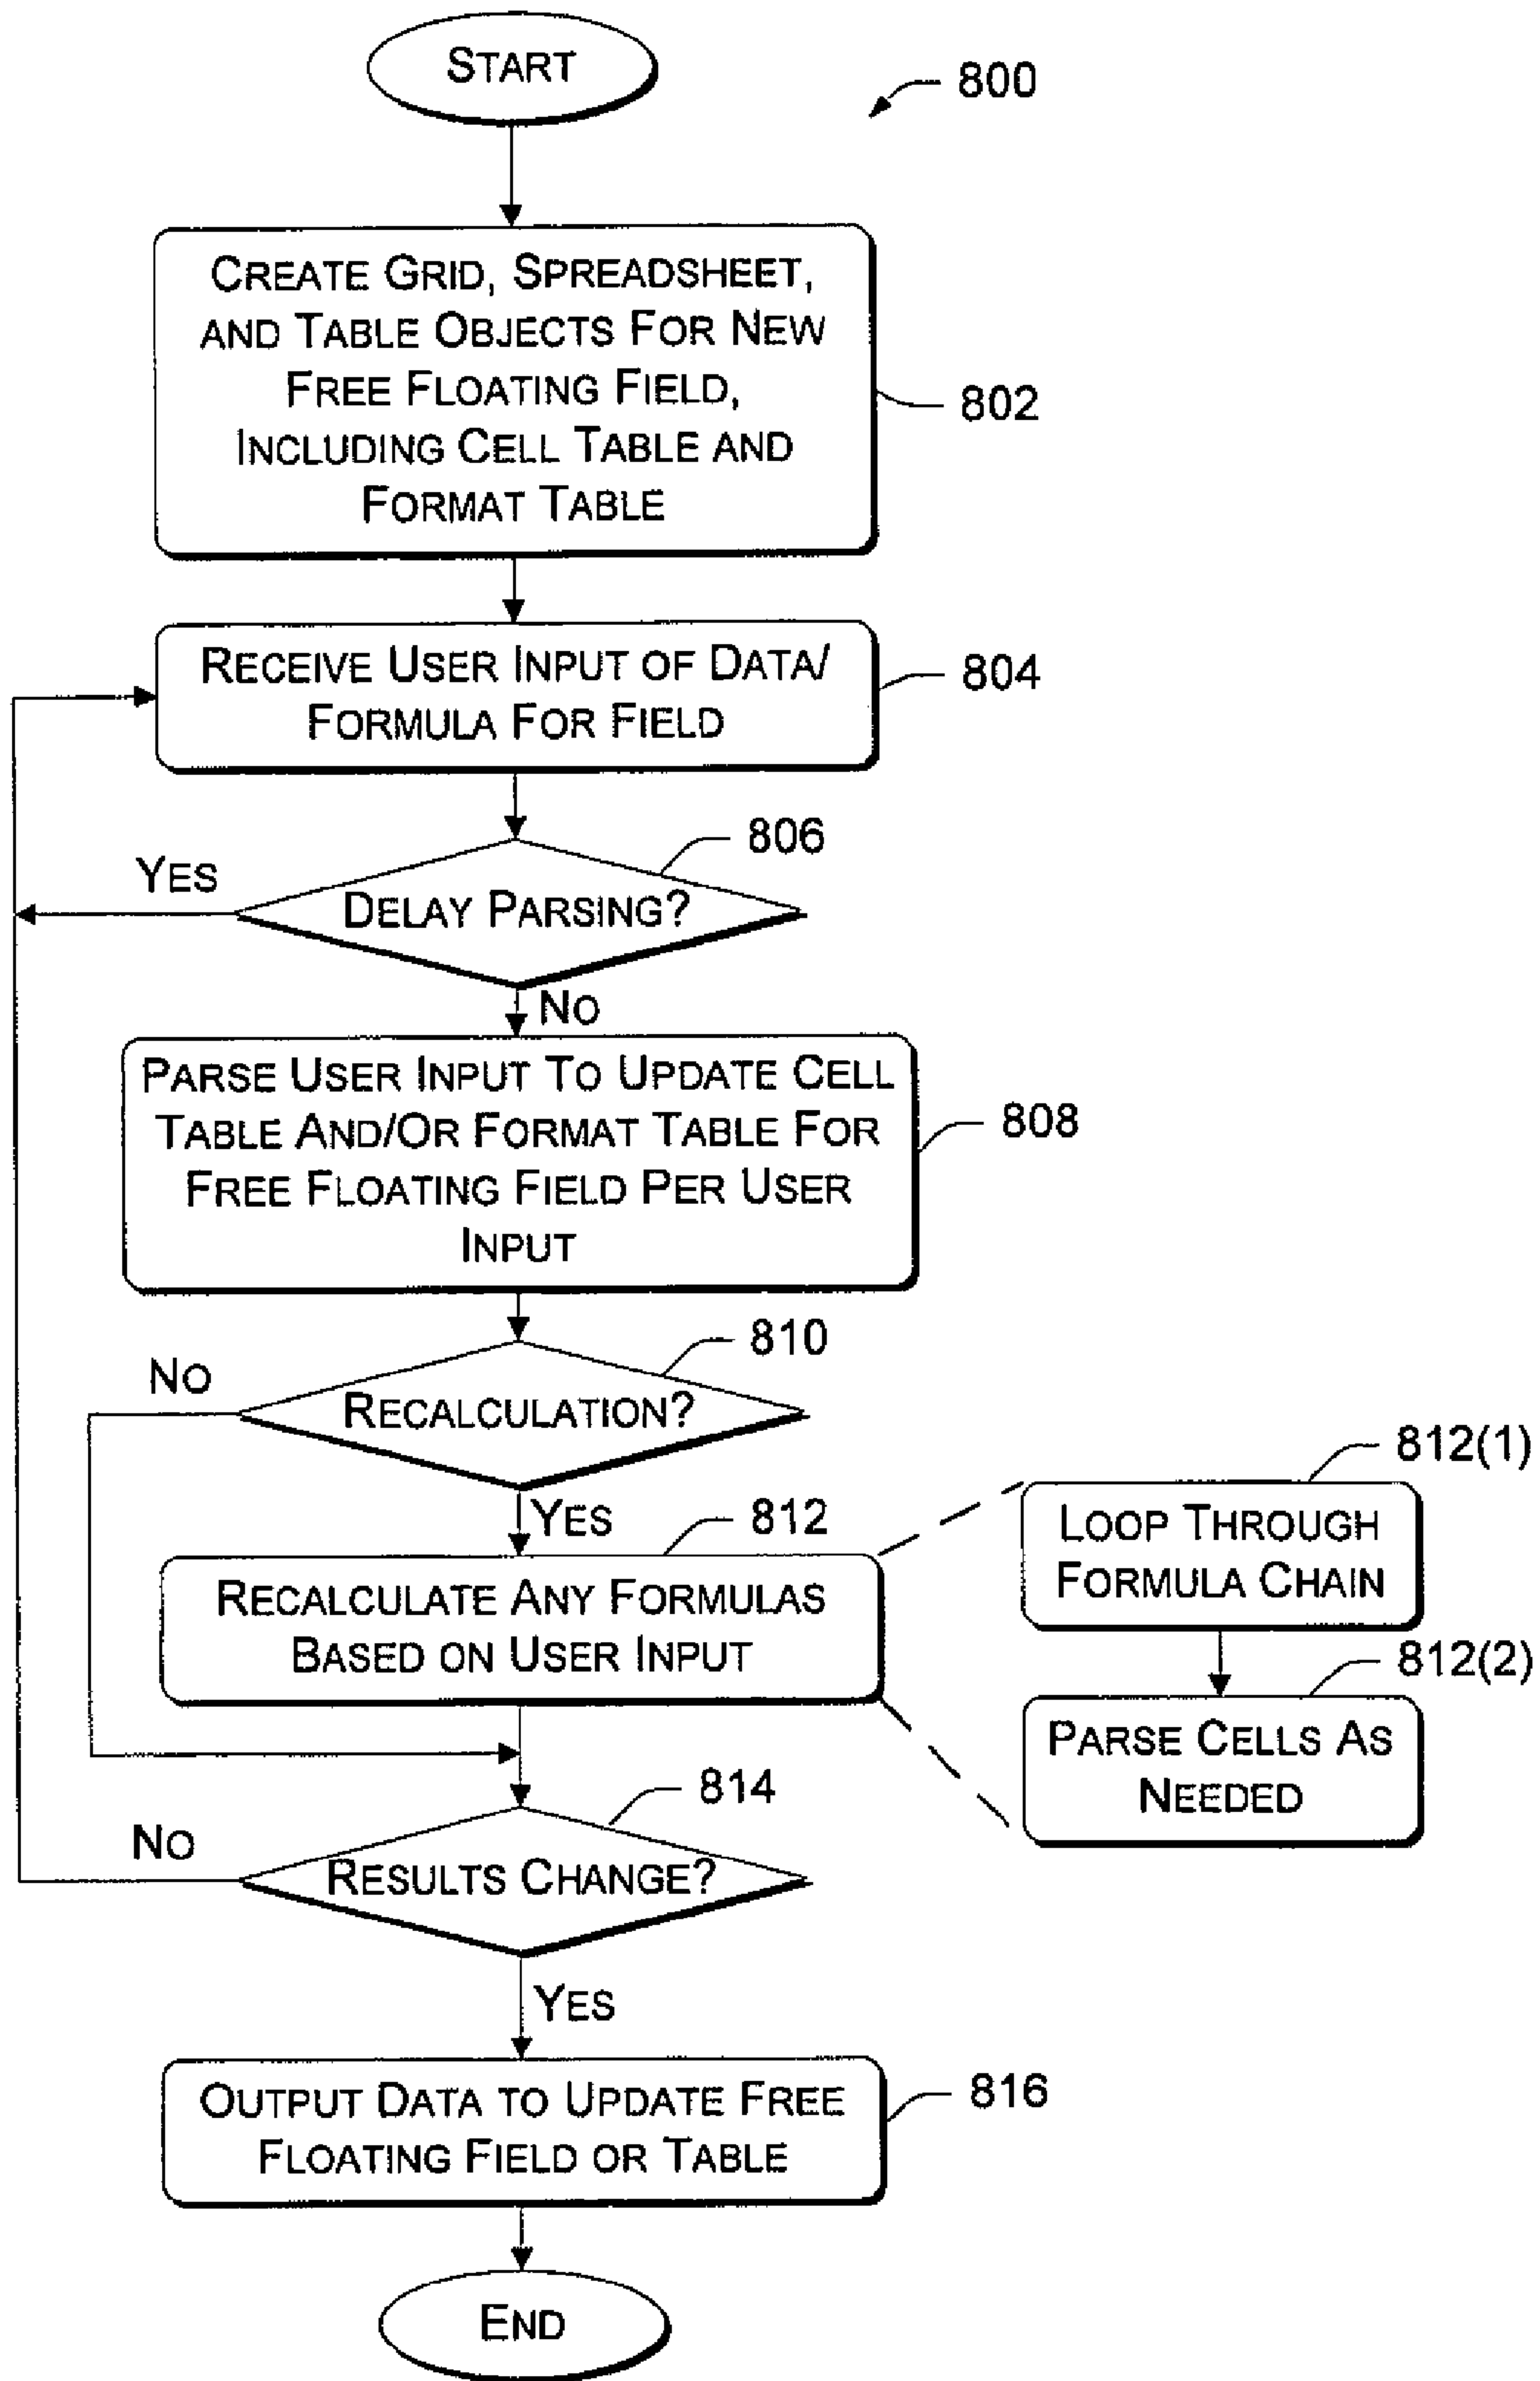 START
800
CREATE GRID, SPREADSHEET,
AND TABLE OBJECTS FOR NEW
FREE FLOATING FIELD,
INCLUDING CELL TABLE AND
FORMAT TABLE
802
RECEIVE USER INPUT OF DATA/
FORMULA FOR FIELD
804
806
YES
DELAY PARSING?
NO
PARSE USER INPUT TO UPDATE CELL
TABLE AND/OR FORMAT TABLE FOR
FREE FLOATING FIELD PER USER
INPUT
808
810
NO
RECALCULATION?
YES
812
RECALCULATE ANY FORMULAS
BASED ON USER INPUT
812(1)
LOOP THROUGH
FORMULA CHAIN
812(2)
PARSE CELLS AS
NEEDED
814
NO
RESULTS CHANGE?
YES
OUTPUT DATA TO UPDATE FREE
FLOATING FIELD OR TABLE
816
END